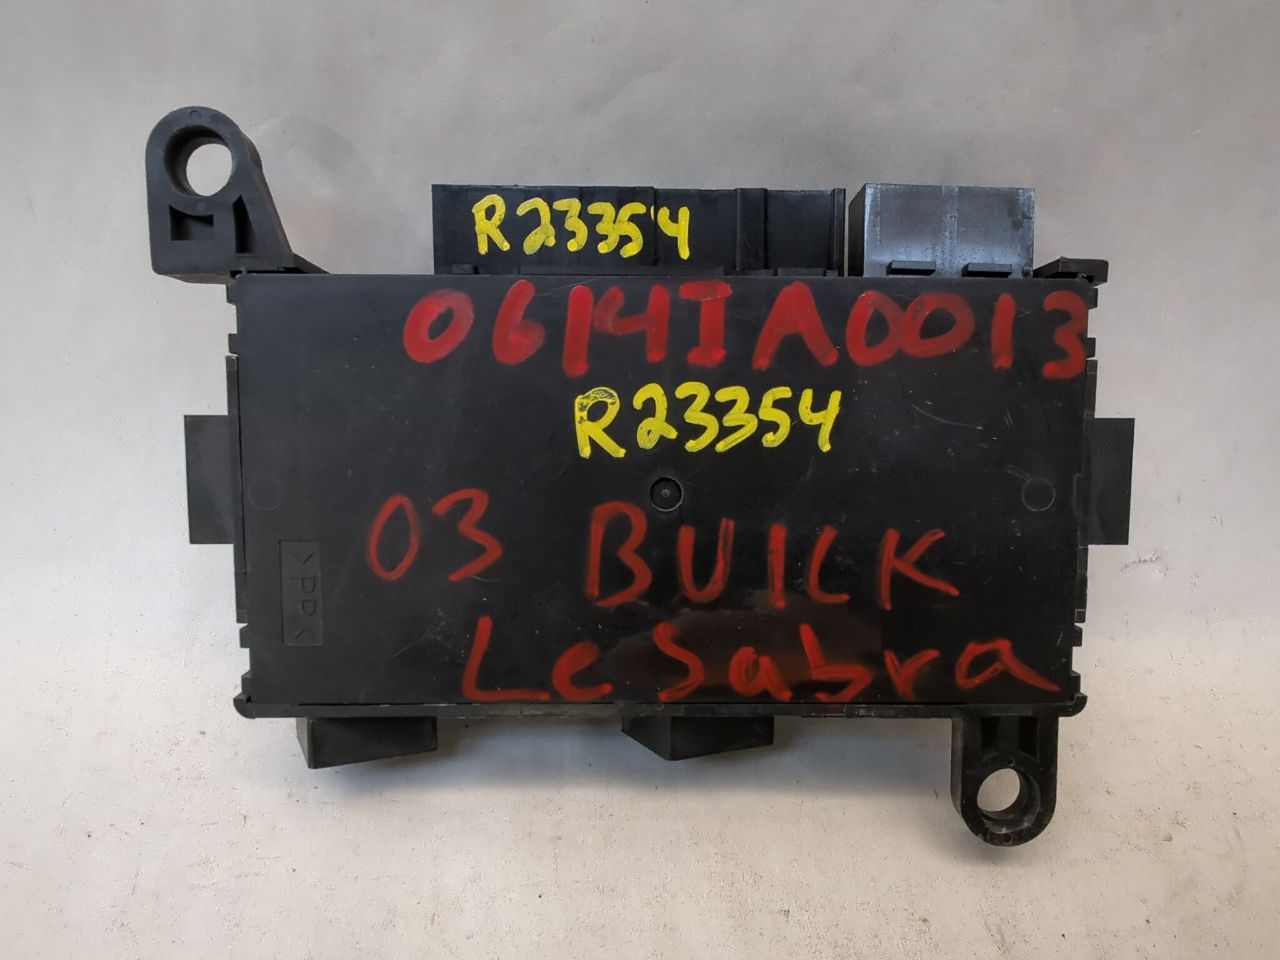 R23354
0614IA0013
R23354
03 BUICK
LeSabra
>PP<